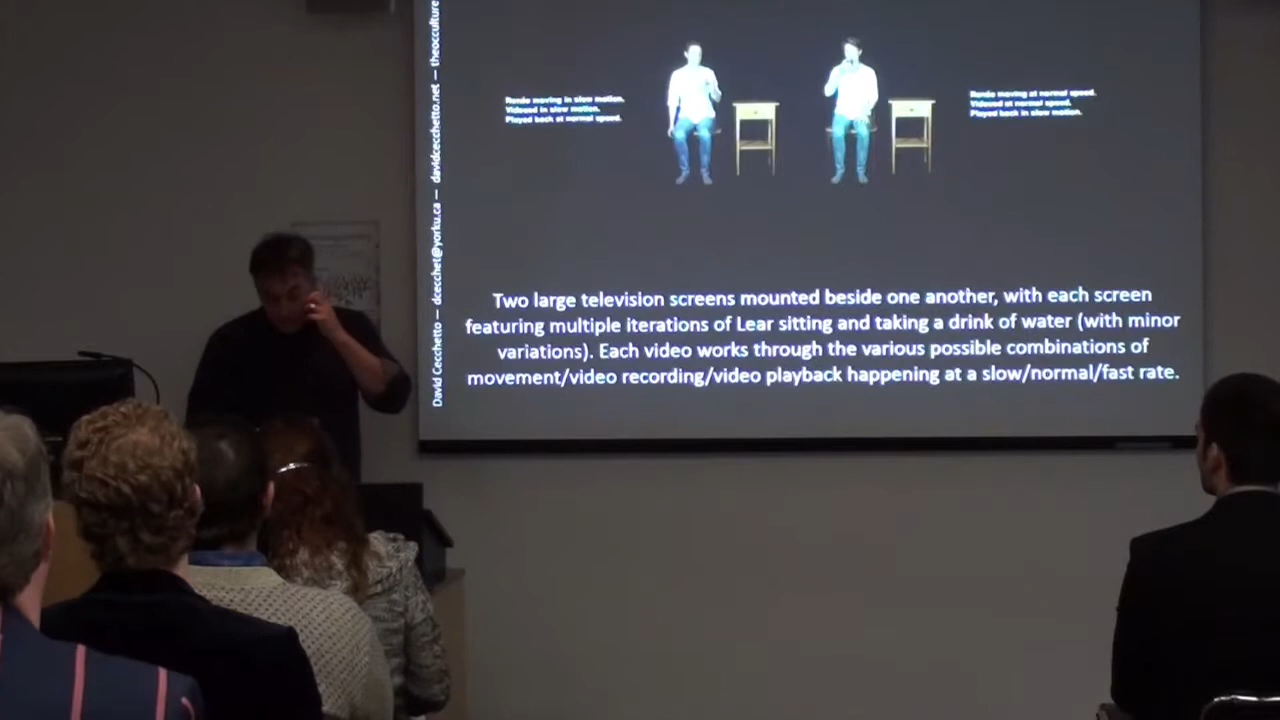 David Cecchetto — dcecchet@yorku.ca — davidcecchetto.net — theocculture
Ranie moving in slow motion.
Videoed in slow motion.
Played back at normal speed.
Ranie moving at normal speed.
Videoed at normal speed.
Played back in slow motion.
Two large television screens mounted beside one another, with each screen
featuring multiple iterations of Lear sitting and taking a drink of water (with minor
variations). Each video works through the various possible combinations of
movement/video recording/video playback happening at a slow/normal/fast rate.